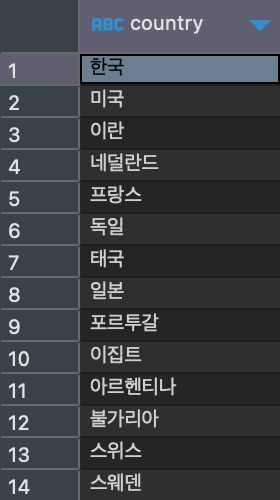 ABC country
1 한국
2 미국
3 이란
4 네덜란드
5 프랑스
6 독일
7 태국
8 일본
9 포르투갈
10 이집트
11 아르헨티나
12 불가리아
13 스위스
14 스웨덴